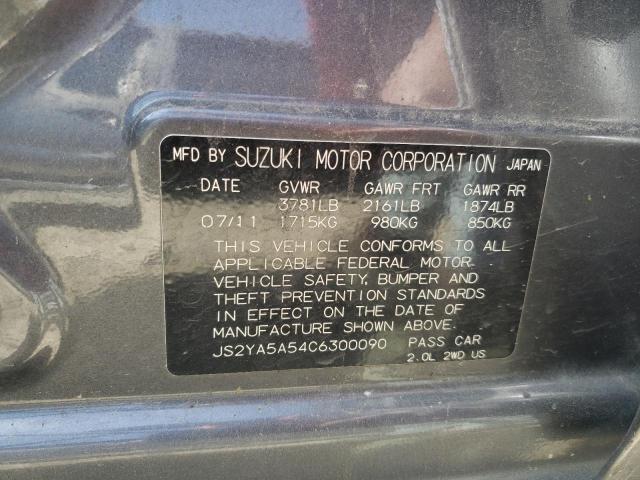 MFD BY SUZUKI MOTOR CORPORATION JAPAN
DATE GVWR GAWR FRT GAWR RR
3781LB 2161LB 1874LB
07/11 1715KG 980KG 850KG
THIS VEHICLE CONFORMS TO ALL
APPLICABLE FEDERAL MOTOR
VEHICLE SAFETY, BUMPER AND
THEFT PREVENTION STANDARDS
IN EFFECT ON THE DATE OF
MANUFACTURE SHOWN ABOVE.
JS2YA5A54C6300090 PASS CAR
2.0L 2WD US